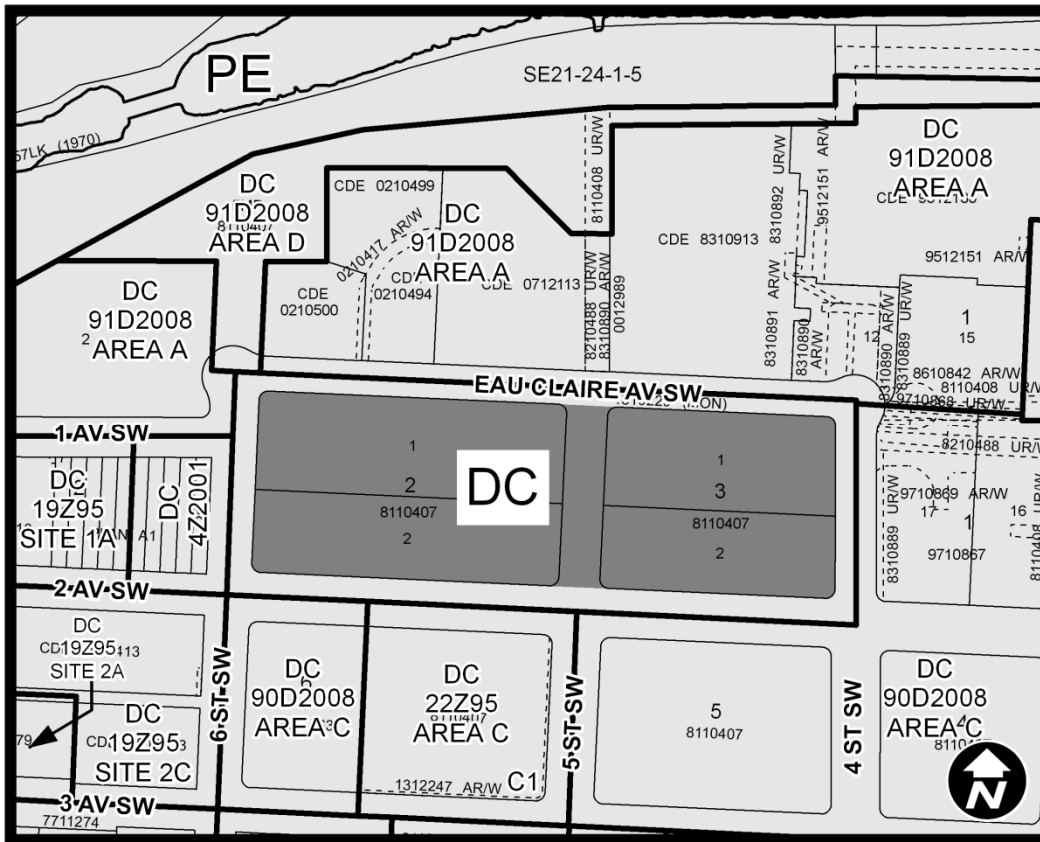 PE
SE21-24-1-5
57LK (1970)
DC
91D2008
AREA D
8110407
CDE 0210499
0210417 AR/W
DC
91D2008
AREA A
CDE 0712113
0210494
CDE
0210500
8110408 UR/W
8210488 UR/W
8310890 AR/W
0012989
CDE 8310913
8310892 UR/W
9512151 AR/W
DC
91D2008
AREA A
9512151 AR/W
8310891 AR/W
8310890
AR/W
12
8310890 AR/W
8310889 UR/W
1
15
8610842 AR/W
8110408 UR/W
9710868 UR/W
8210488 UR/W
DC
91D2008
2
AREA A
EAU CLAIRE AV SW
1 AV SW
DC
19Z95
SITE 1A
A1
DC
4Z2001
1
2
8110407
2
DC
1
3
8110407
2
8310889 UR/W
9710869 AR/W
17
1
16
9710867
8110408 UR/W
2 AV SW
DC
19Z95
SITE 2A
DC
19Z95
SITE 2C
6 ST SW
DC
90D2008
AREA C
DC
22Z95
AREA C
8110407
1312247 AR/W
C1
5 ST SW
5
8110407
4 ST SW
DC
90D2008
AREA C
N
3 AV SW
7711274